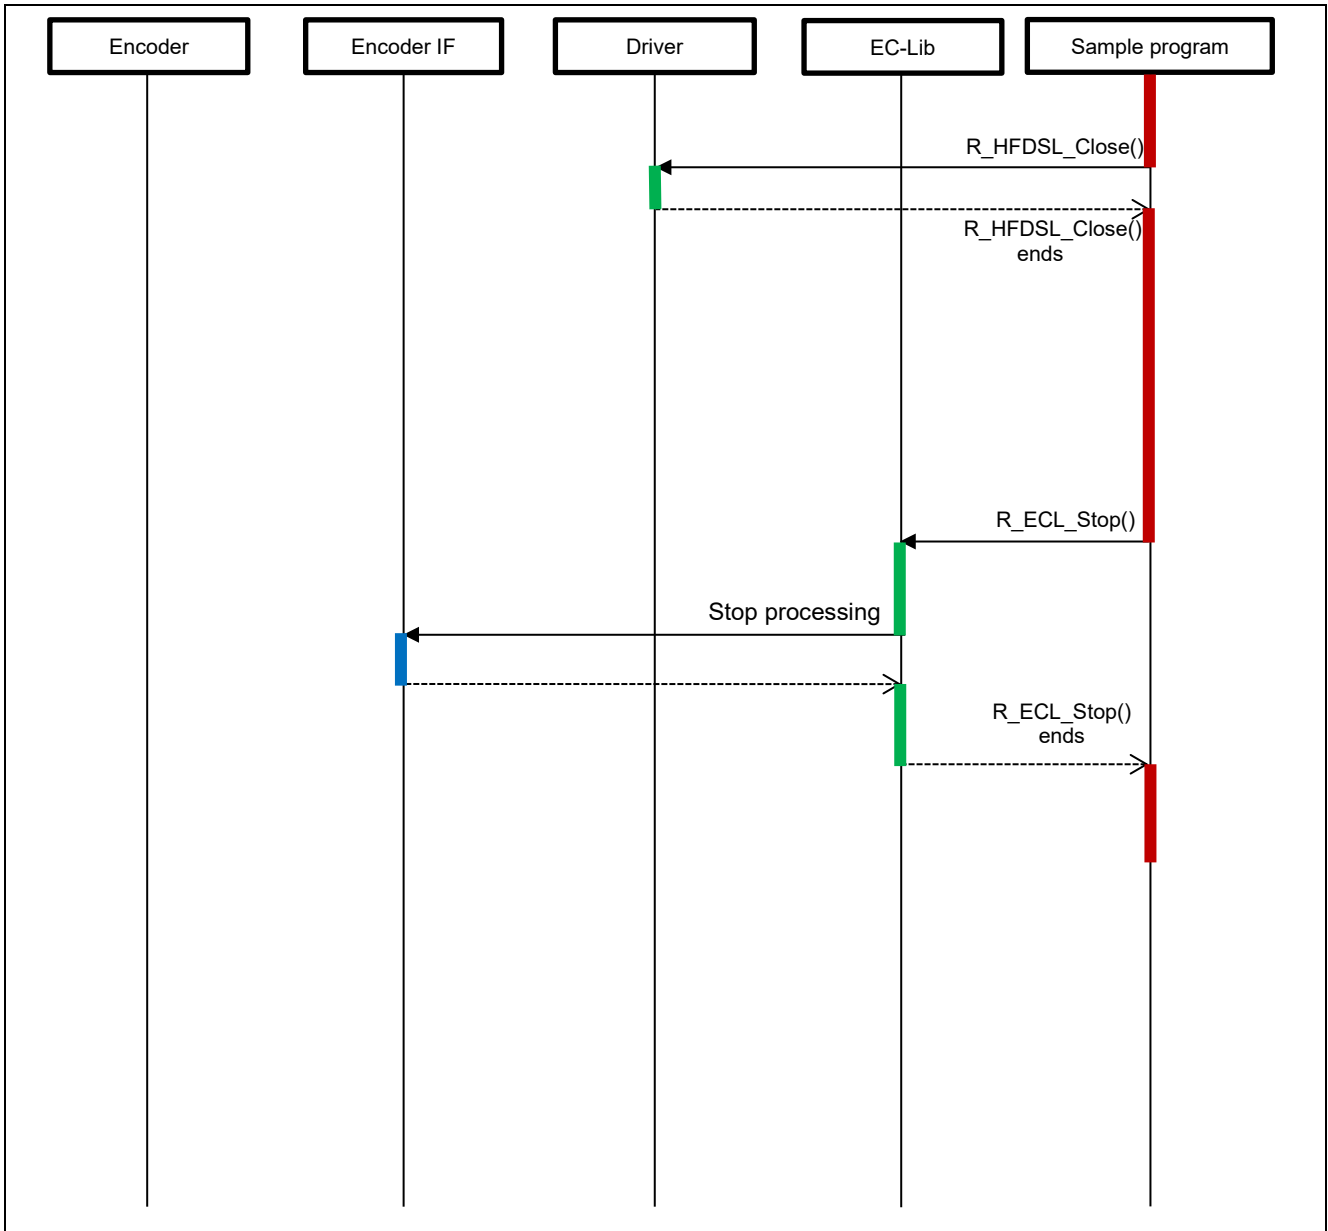 Encoder
Encoder IF
Driver
EC-Lib
Sample program
R_HFDSL_Close()
R_HFDSL_Close()
ends
R_ECL_Stop()
Stop processing
R_ECL_Stop()
ends